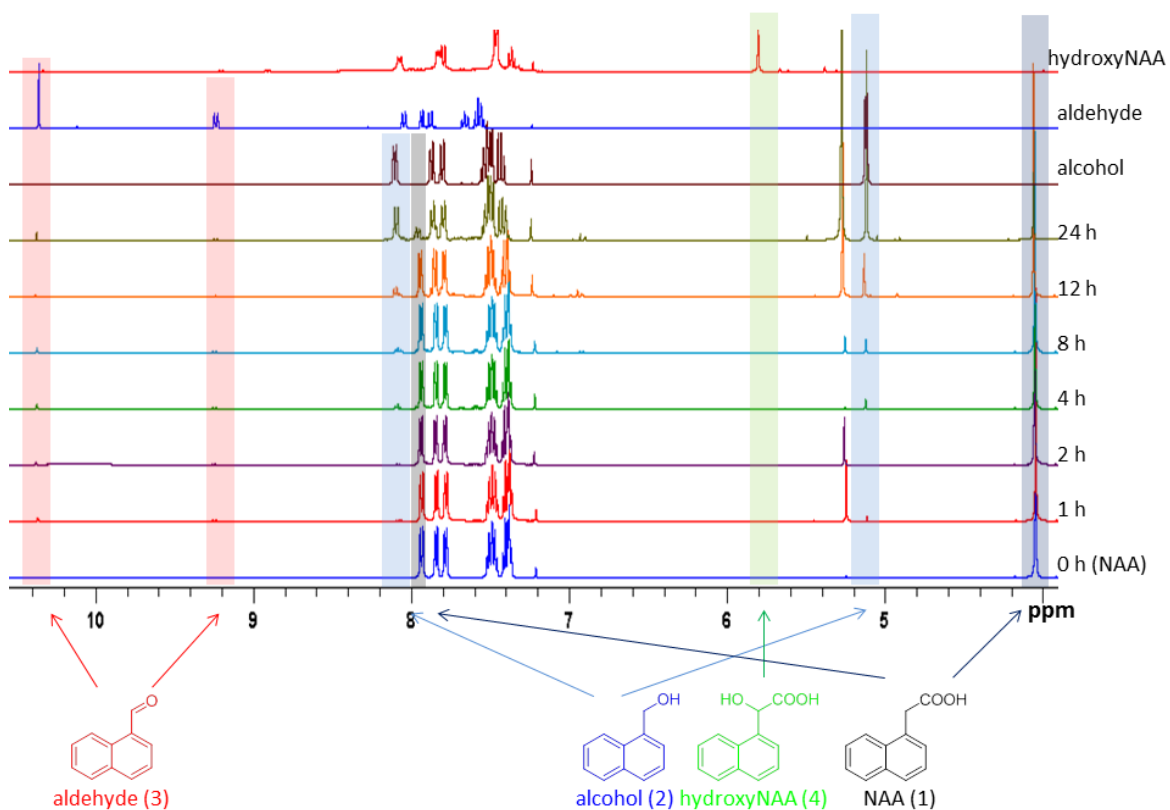 hydroxyNAA
aldehyde
alcohol
24 h
12 h
8 h
4 h
2 h
1 h
0 h (NAA)
10 9 8 7 6 5 ppm
O
OH
HO COOH
COOH
aldehyde (3)
alcohol (2) hydroxyNAA (4)
NAA (1)